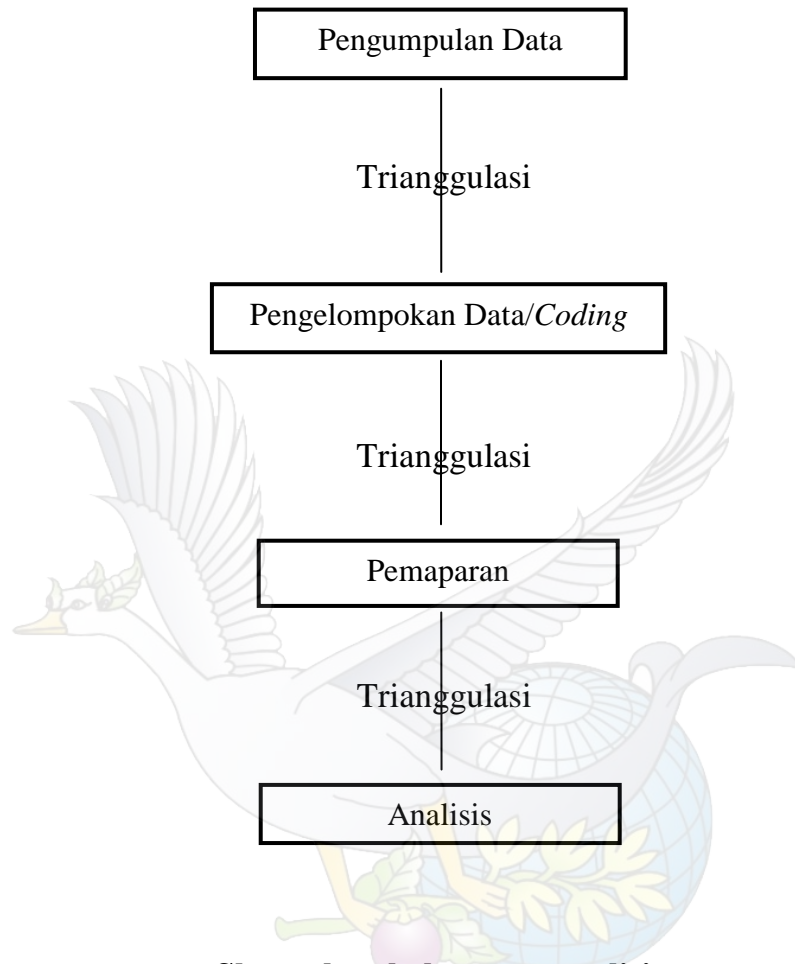 Pengumpulan Data
Trianggulasi
Pengelompokan Data/Coding
Trianggulasi
Pemaparan
Trianggulasi
Analisis